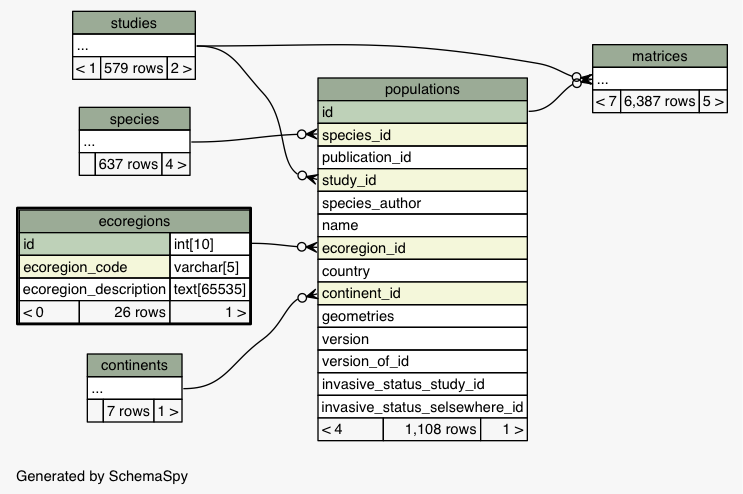 studies
...
< 1 579 rows 2 >
species
...
637 rows 4 >
ecoregions
id int[10]
ecoregion_code varchar[5]
ecoregion_description text[65535]
< 0 26 rows 1 >
continents
...
7 rows 1 >
populations
id
species_id
publication_id
study_id
species_author
name
ecoregion_id
country
continent_id
geometries
version
version_of_id
invasive_status_study_id
invasive_status_selsewhere_id
< 4 1,108 rows 1 >
matrices
...
< 7 6,387 rows 5 >
Generated by SchemaSpy